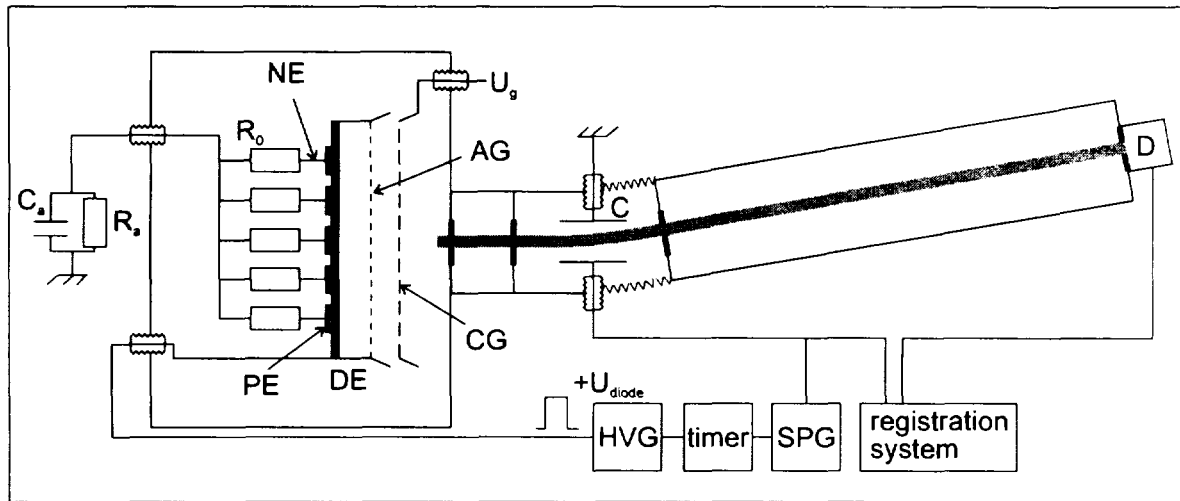 NE
U_g
R_0
AG
C_a
R_a
C
D
CG
PE
DE
+U_diode
HVG
timer
SPG
registration
system